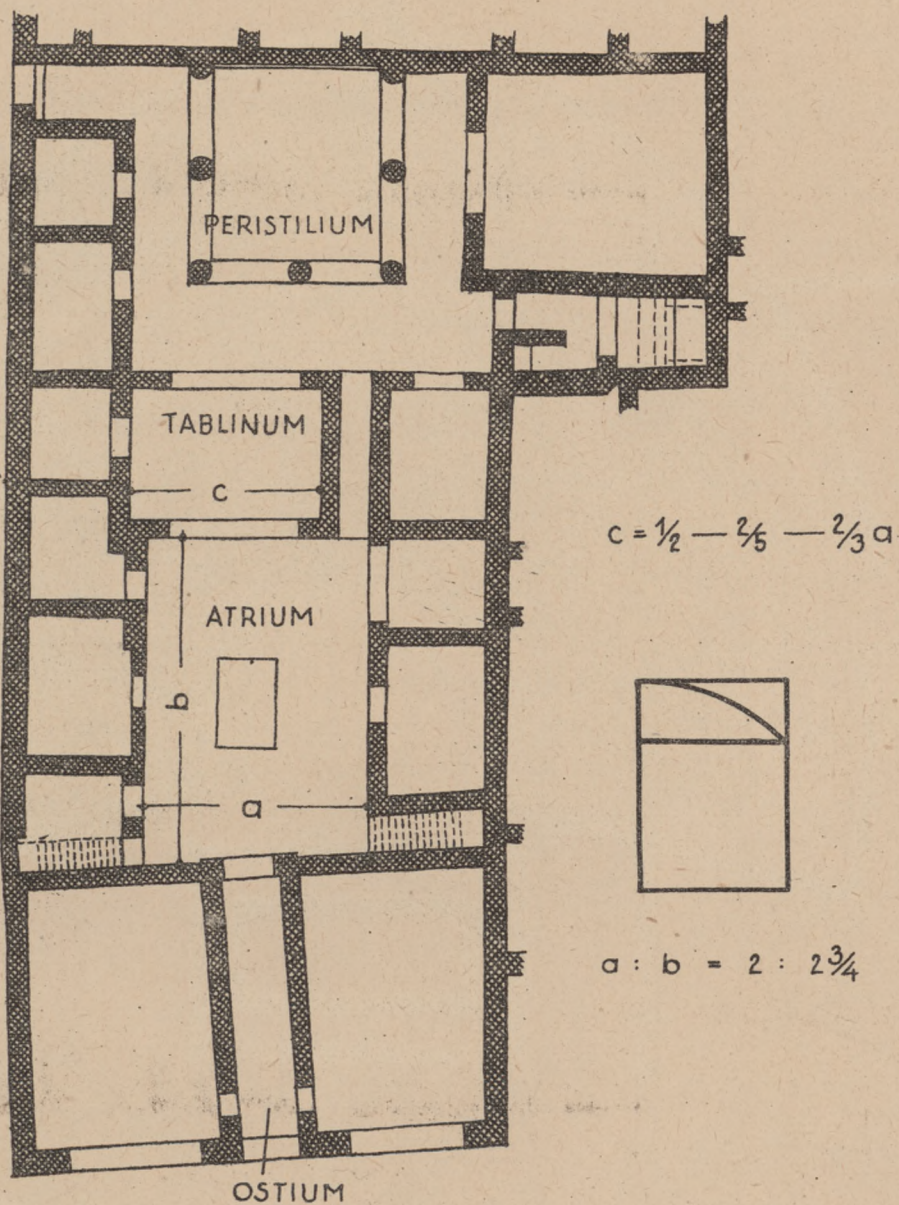 PERISTILIUM
TABLINUM
c
c = 1/2 — 2/5 — 2/3 a
ATRIUM
b
a
a : b = 2 : 2 3/4
OSTIUM